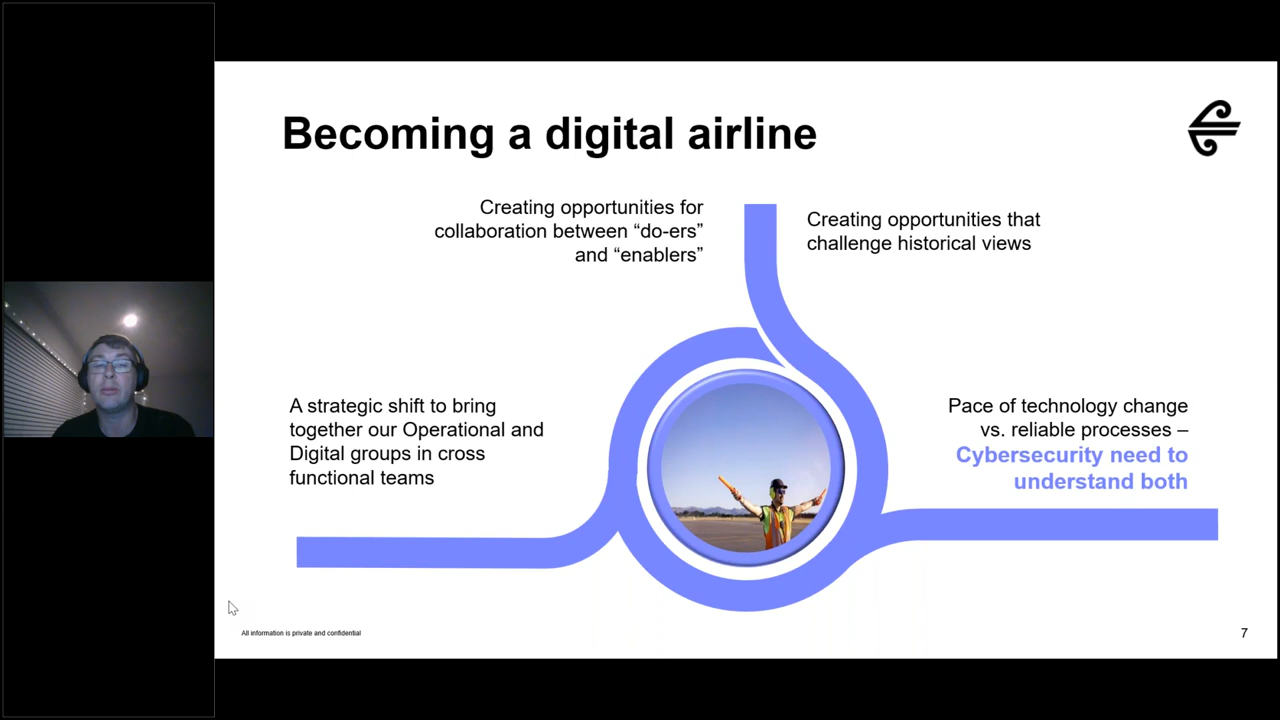 Becoming a digital airline
Creating opportunities for
collaboration between “do-ers”
and “enablers”
Creating opportunities that
challenge historical views
A strategic shift to bring
together our Operational and
Digital groups in cross
functional teams
Pace of technology change
vs. reliable processes –
Cybersecurity need to
understand both
All information is private and confidential
7